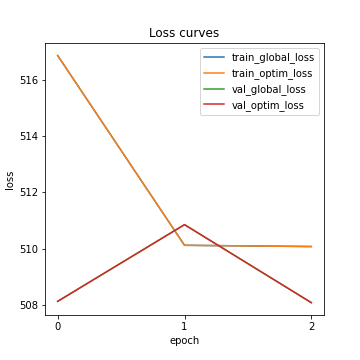 Loss curves
train_global_loss
train_optim_loss
val_global_loss
val_optim_loss
516
514
512
510
508
loss
0
1
2
epoch